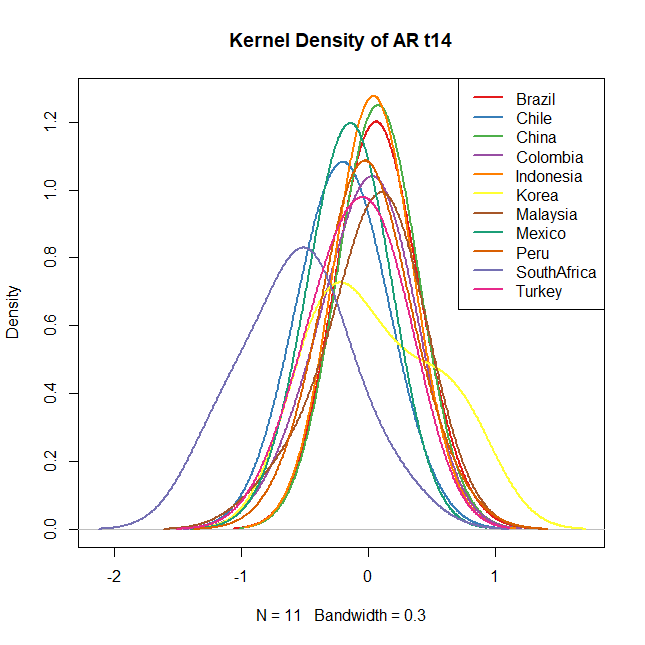 Kernel Density of AR t14
Brazil
Chile
China
Colombia
Indonesia
Korea
Malaysia
Mexico
Peru
SouthAfrica
Turkey
Density
0.0
0.2
0.4
0.6
0.8
1.0
1.2
-2
-1
0
1
N = 11   Bandwidth = 0.3